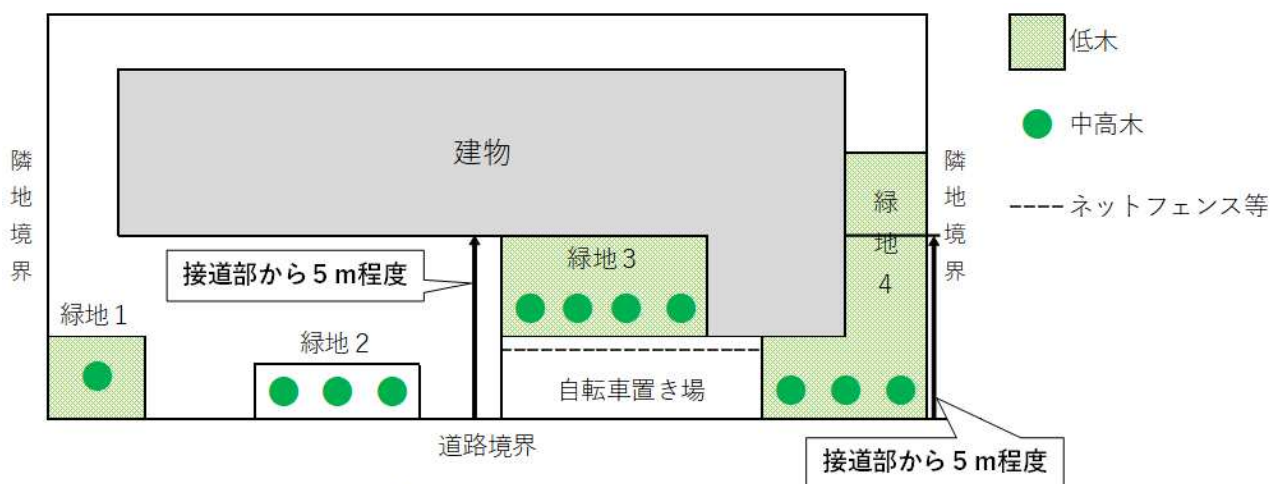 低木
中高木
ネットフェンス等
建物
隣地境界
隣地境界
緑地4
緑地3
接道部から5m程度
緑地1
緑地2
自転車置き場
道路境界
接道部から5m程度